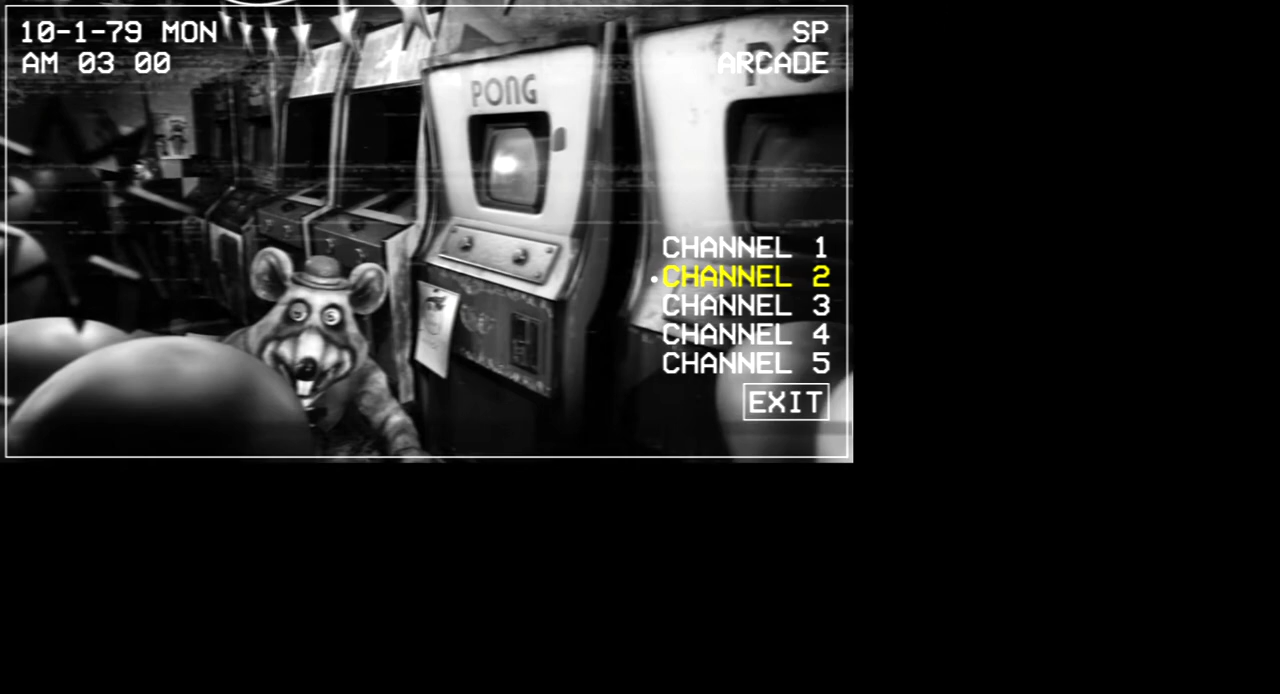 10-1-79 MON
AM 03 00
SP
ARCADE
PONG
CHANNEL 1
CHANNEL 2
CHANNEL 3
CHANNEL 4
CHANNEL 5
EXIT